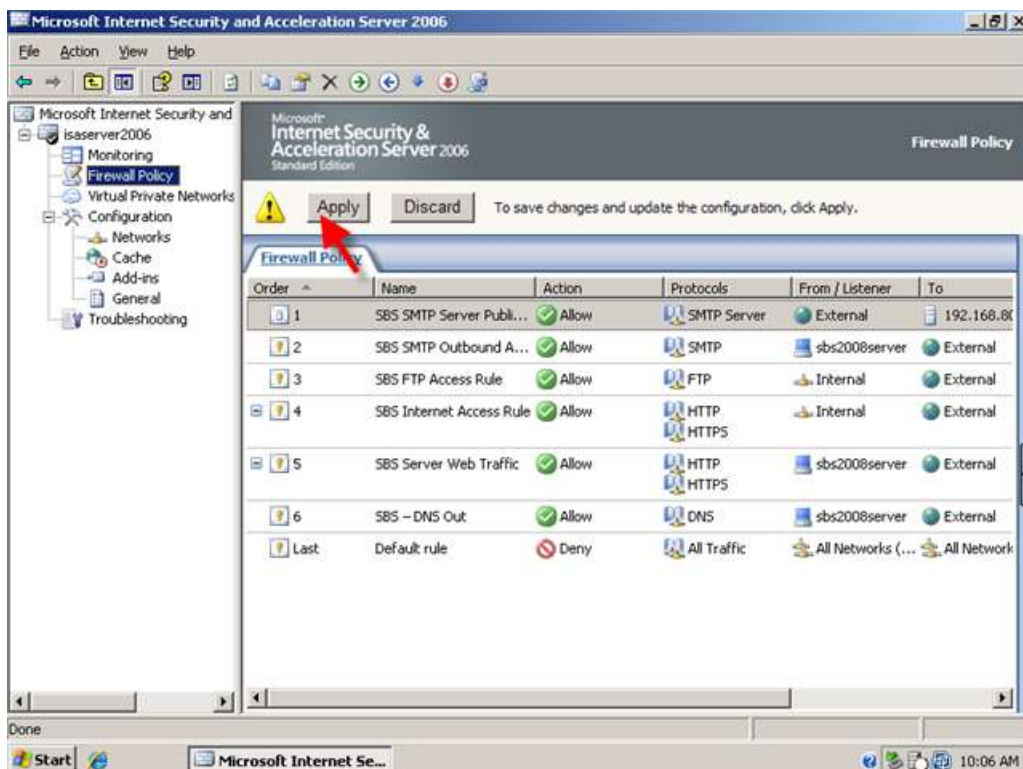 Microsoft Internet Security and Acceleration Server 2006
File Action View Help
Microsoft Internet Security and
isaserver2006
Monitoring
Firewall Policy
Virtual Private Networks
Configuration
Networks
Cache
Add-ins
General
Troubleshooting
Microsoft
Internet Security &
Acceleration Server 2006
Standard Edition
Firewall Policy
Apply Discard To save changes and update the configuration, click Apply.
Firewall Policy
Order Name Action Protocols From / Listener To
1 SBS SMTP Server Publi... Allow SMTP Server External 192.168.80
2 SBS SMTP Outbound A... Allow SMTP sbs2008server External
3 SBS FTP Access Rule Allow FTP Internal External
4 SBS Internet Access Rule Allow HTTP Internal External
HTTPS
5 SBS Server Web Traffic Allow HTTP sbs2008server External
HTTPS
6 SBS – DNS Out Allow DNS sbs2008server External
Last Default rule Deny All Traffic All Networks (... All Network
Done
Start Microsoft Internet Se... 10:06 AM